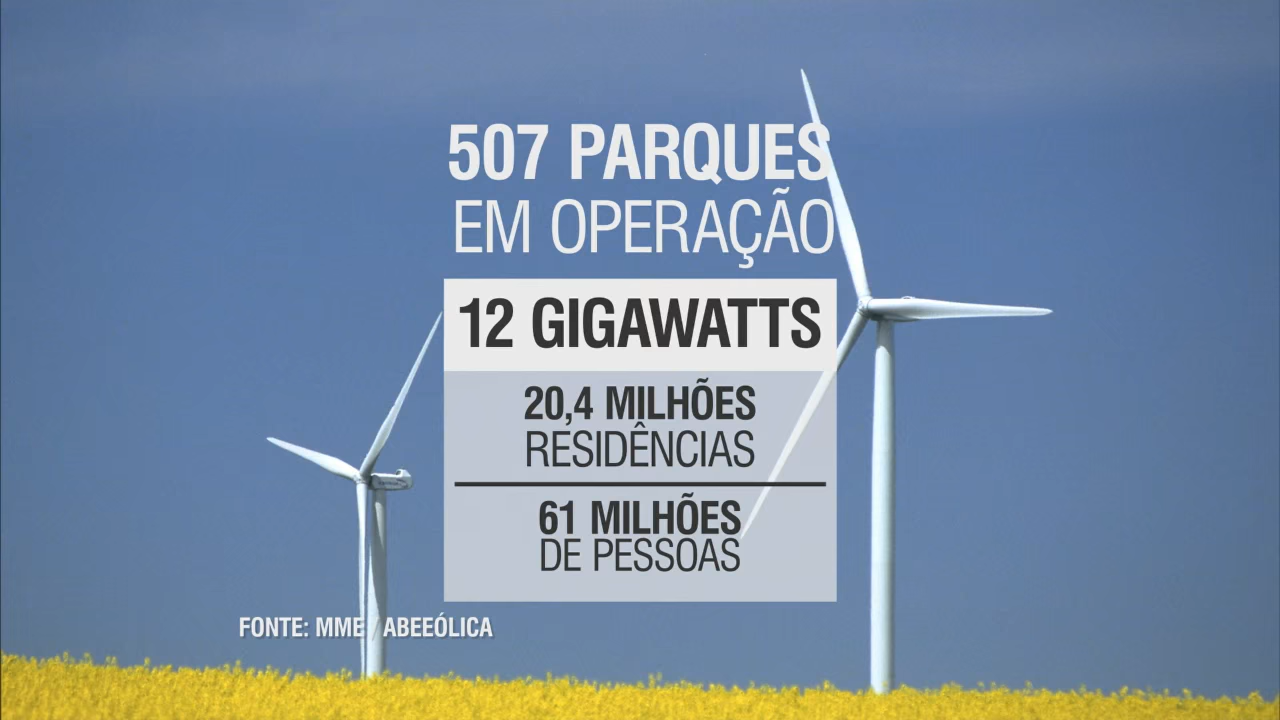 507 PARQUES
EM OPERAÇÃO
12 GIGAWATTS
20,4 MILHÕES
RESIDÊNCIAS
61 MILHÕES
DE PESSOAS
FONTE: MME / ABEEÓLICA